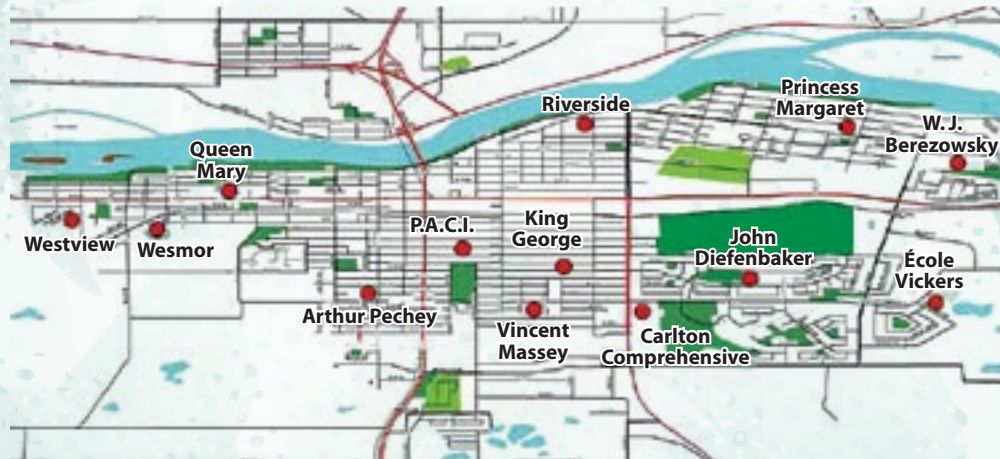 Riverside
Princess
Margaret
W. J.
Berezowsky
Queen
Mary
P.A.C.I.
King
George
Westview
Wesmor
John
Diefenbaker
École
Vickers
Arthur Pechey
Vincent
Massey
Carlton
Comprehensive